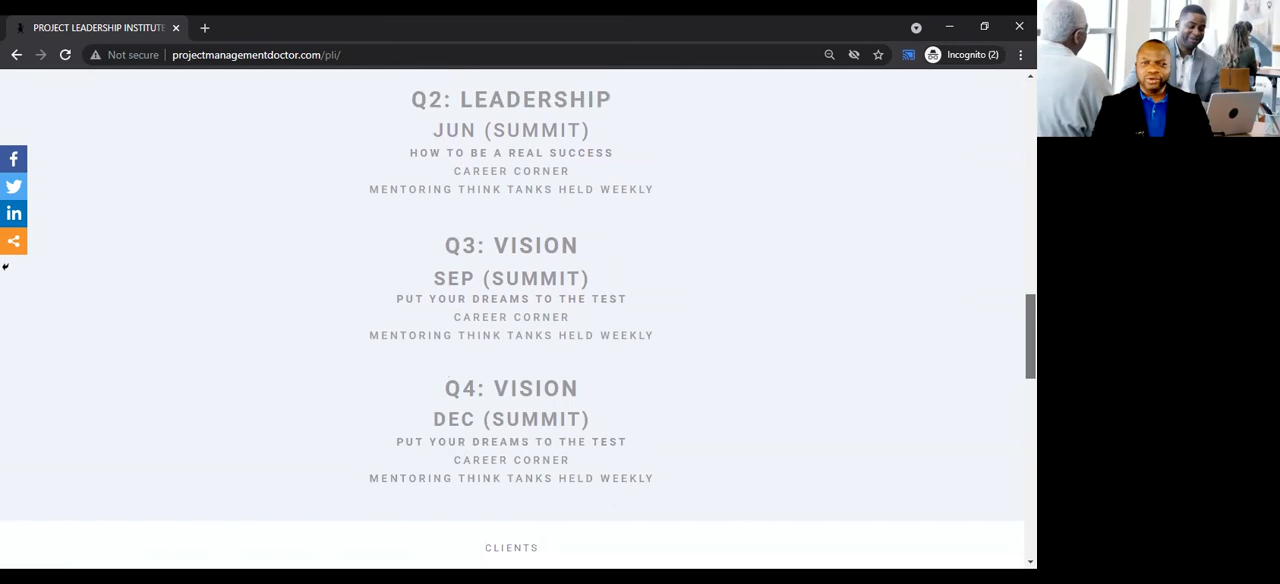 PROJECT LEADERSHIP INSTITUTE
Not secure
projectmanagementdoctor.com/pli/
Incognito (2)
Q2: LEADERSHIP
JUN (SUMMIT)
HOW TO BE A REAL SUCCESS
CAREER CORNER
MENTORING THINK TANKS HELD WEEKLY
Q3: VISION
SEP (SUMMIT)
PUT YOUR DREAMS TO THE TEST
CAREER CORNER
MENTORING THINK TANKS HELD WEEKLY
Q4: VISION
DEC (SUMMIT)
PUT YOUR DREAMS TO THE TEST
CAREER CORNER
MENTORING THINK TANKS HELD WEEKLY
CLIENTS